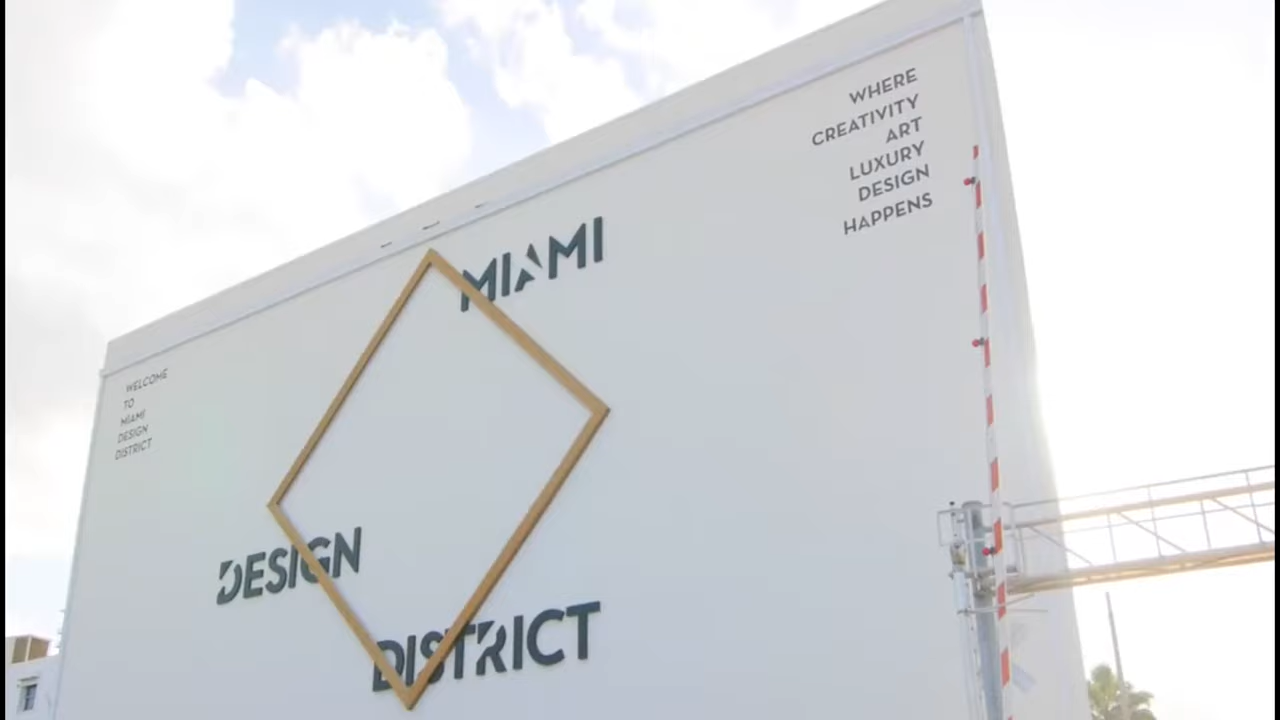 WELCOME
TO
MIAMI
DESIGN
DISTRICT
MIAMI
DESIGN
DISTRICT
WHERE
CREATIVITY
ART
LUXURY
DESIGN
HAPPENS